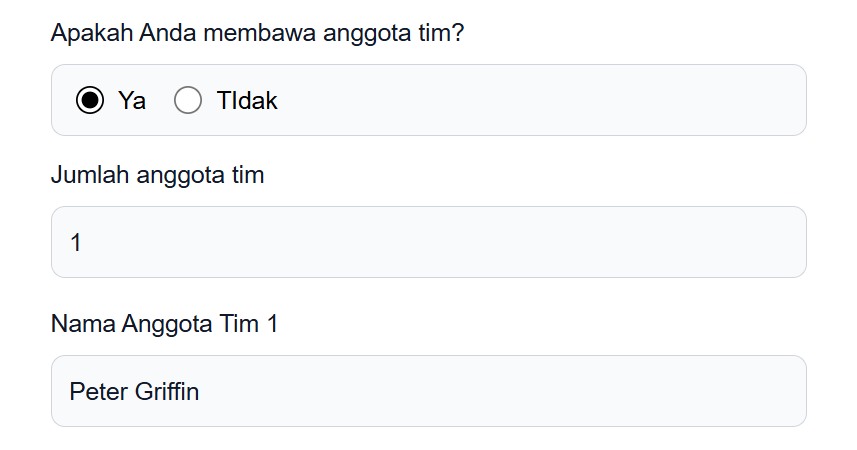 Apakah Anda membawa anggota tim?
Ya TIdak
Jumlah anggota tim
1
Nama Anggota Tim 1
Peter Griffin